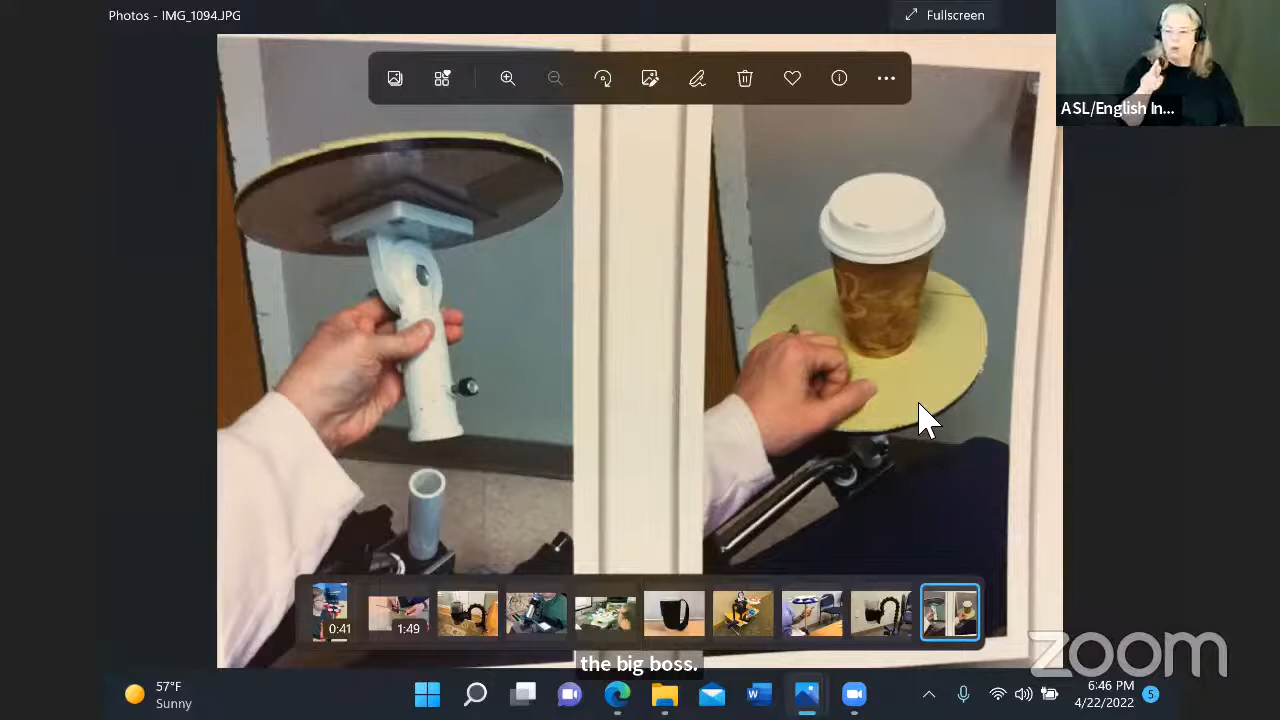 Photos - IMG_1094.JPG
Fullscreen
ASL/English In...
0:41
1:49
the big boss.
zoom
57°F
Sunny
6:46 PM
4/22/2022
5